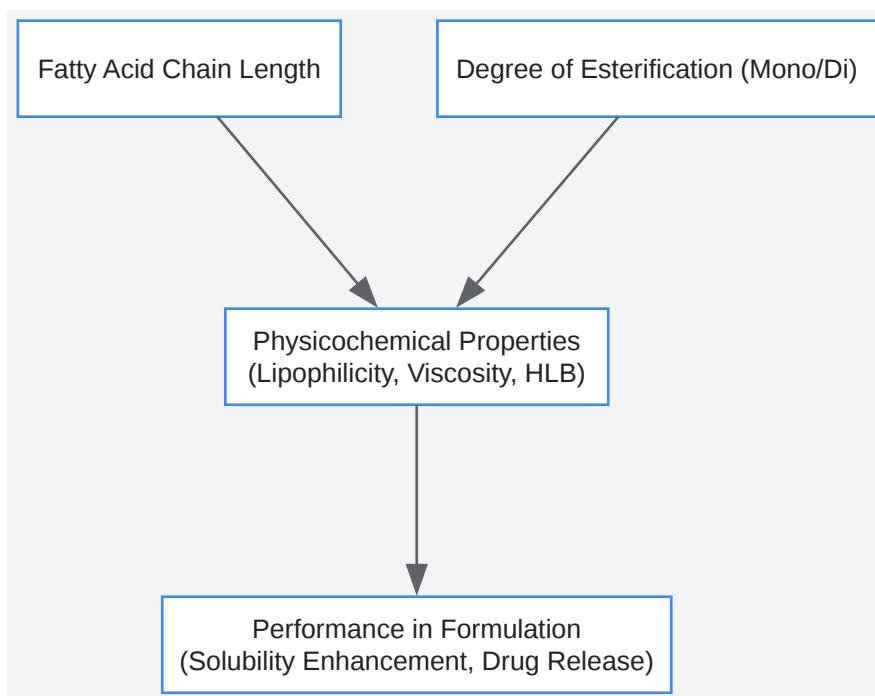 Fatty Acid Chain Length
Degree of Esterification (Mono/Di)
Physicochemical Properties
(Lipophilicity, Viscosity, HLB)
Performance in Formulation
(Solubility Enhancement, Drug Release)